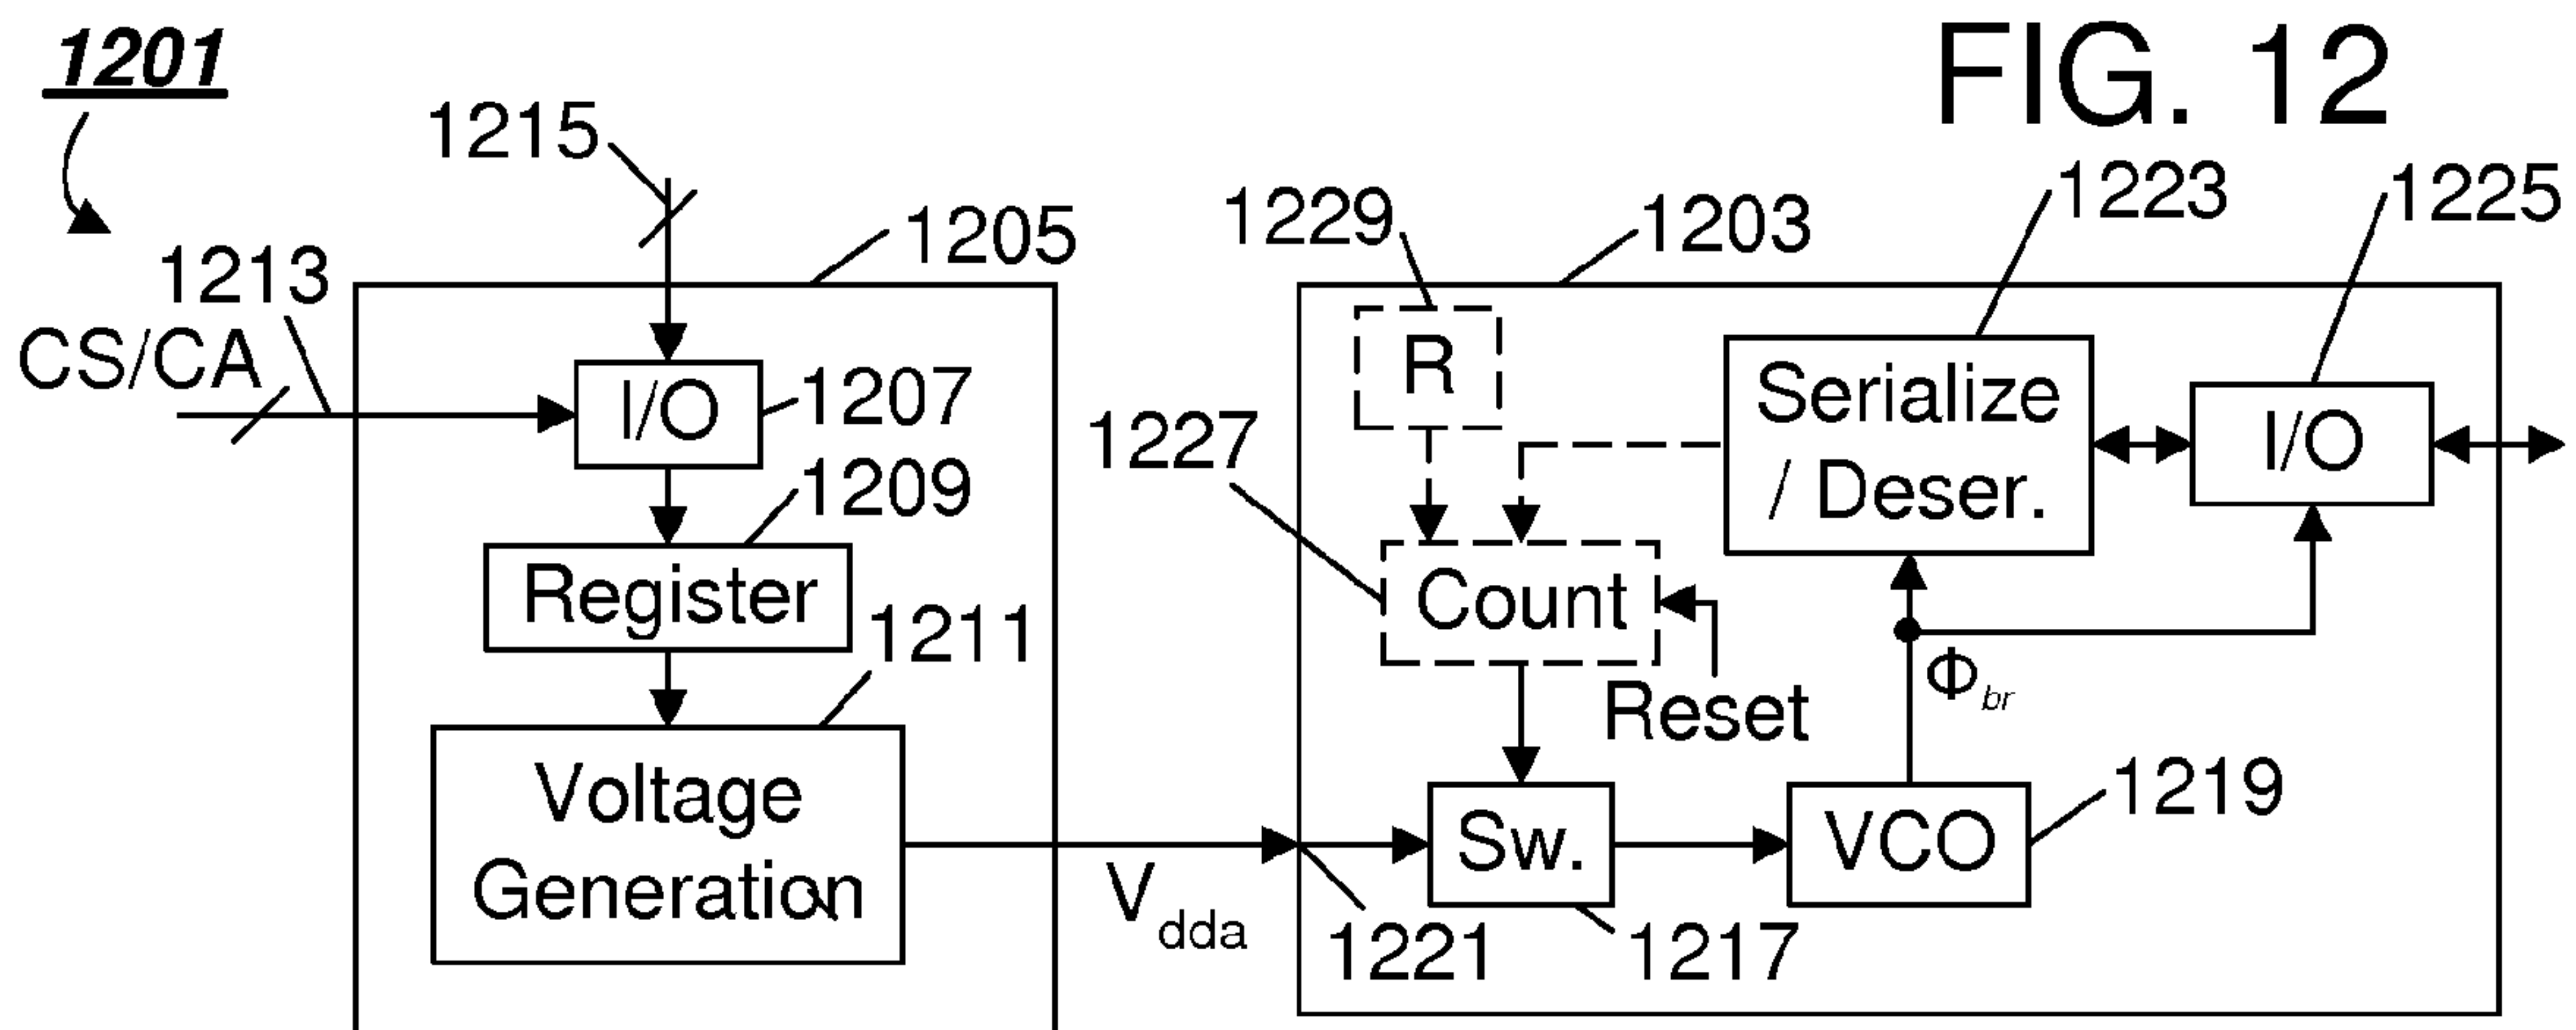 FIG. 12
1201
1215
1205
1229
1203
1223
1225
1213
CS/CA
I/O
1207
1209
Register
1211
Voltage
Generation
V dda
R
1227
Count
Reset
Serialize
/ Deser.
I/O
Φbr
Sw.
VCO
1219
1221
1217